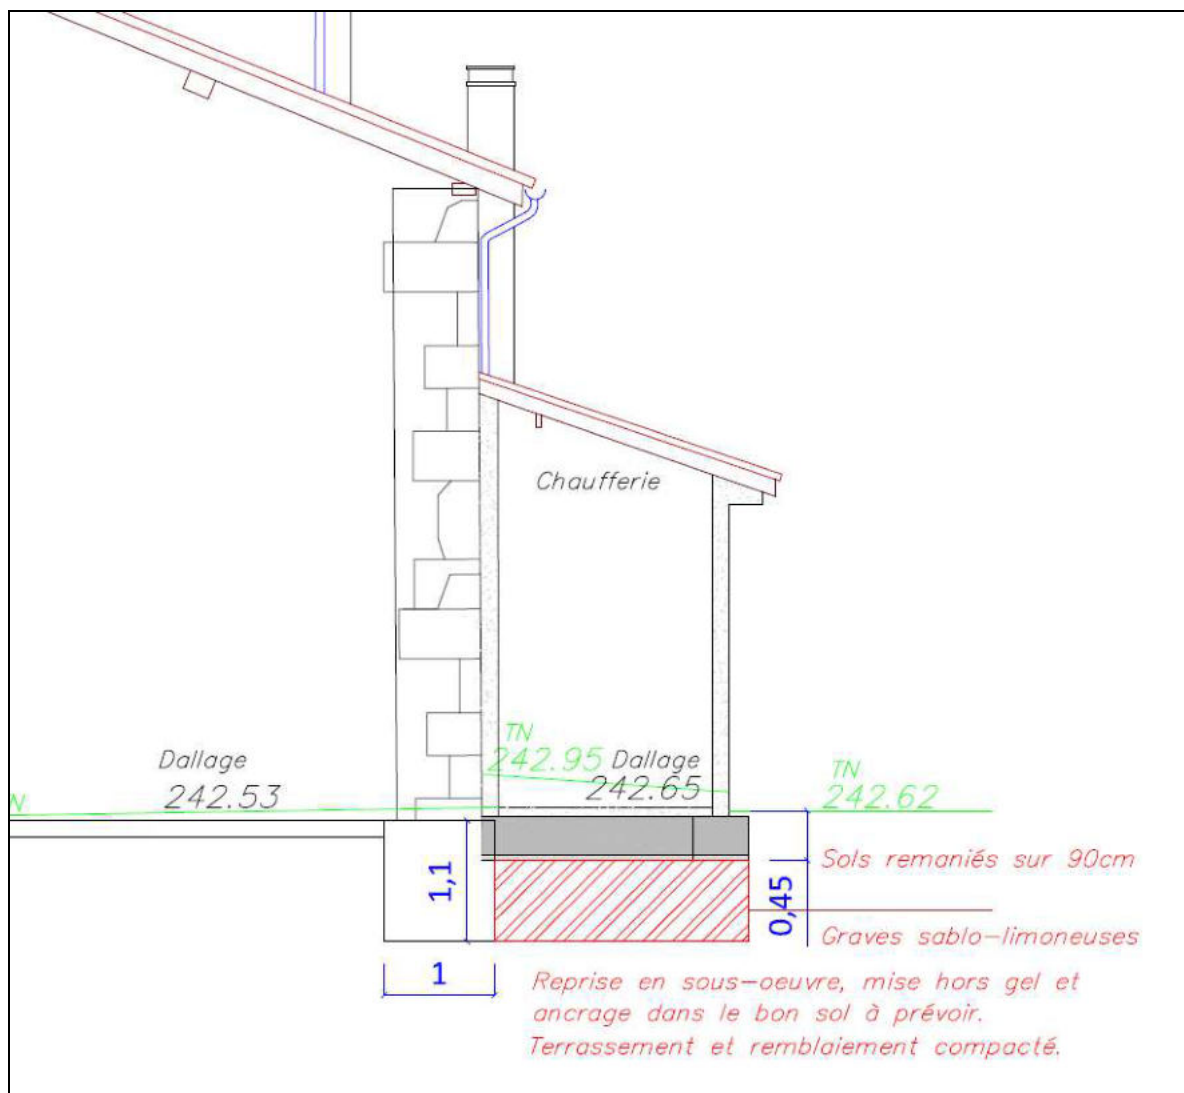 Chaufferie
TN
242.95
Dallage
242.65
Dallage
242.53
TN
242.62
N
1,1
0,45
1
Sols remaniés sur 90cm
Graves sablo-limoneuses
Reprise en sous-oeuvre, mise hors gel et
ancrage dans le bon sol à prévoir.
Terrassement et remblaiement compacté.